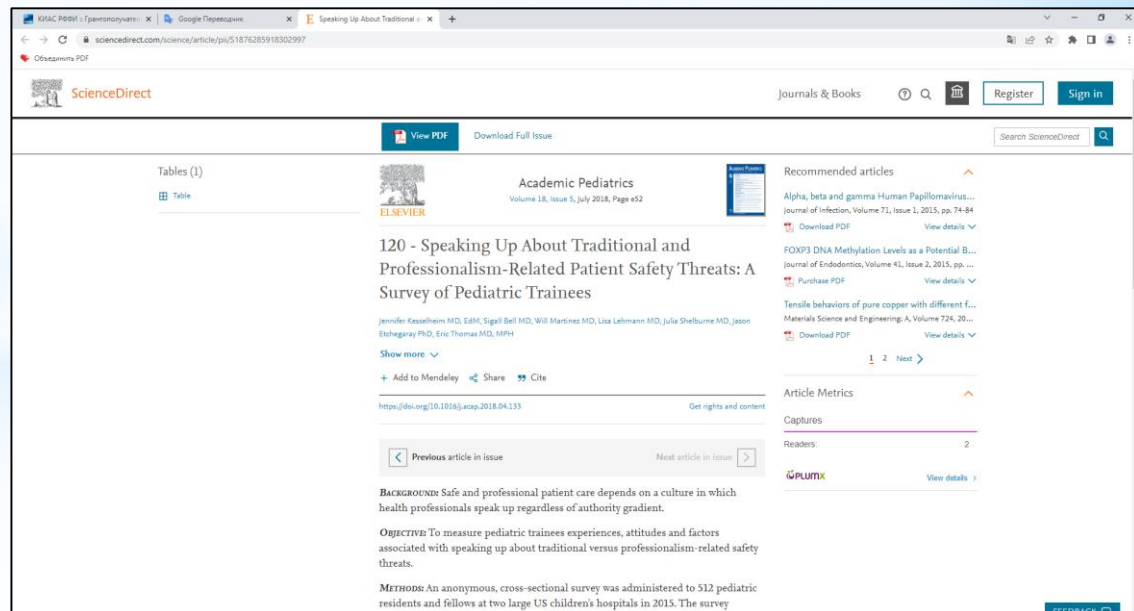 КИАС РФФИ :: Грантополучате
Google Переводчик
Speaking Up About Traditional a
sciencedirect.com/science/article/pii/S1876285918302997
Объединить PDF
ScienceDirect
Journals & Books
Register
Sign in
View PDF
Download Full Issue
Search ScienceDirect
Tables (1)
Table
ELSEVIER
Academic Pediatrics
Volume 18, Issue 5, July 2018, Page e52
120 - Speaking Up About Traditional and
Professionalism-Related Patient Safety Threats: A
Survey of Pediatric Trainees
Jennifer Kesselheim MD, EdM, Sigall Bell MD, Will Martinez MD, Lisa Lehmann MD, Julia Shelburne MD, Jason
Etchegaray PhD, Eric Thomas MD, MPH
Show more
+ Add to Mendeley Share Cite
https://doi.org/10.1016/j.acap.2018.04.133
Get rights and content
Previous article in issue
Next article in issue
BACKGROUND: Safe and professional patient care depends on a culture in which
health professionals speak up regardless of authority gradient.
OBJECTIVE: To measure pediatric trainees experiences, attitudes and factors
associated with speaking up about traditional versus professionalism-related safety
threats.
METHODS: An anonymous, cross-sectional survey was administered to 512 pediatric
residents and fellows at two large US children's hospitals in 2015. The survey
Recommended articles
Alpha, beta and gamma Human Papillomavirus...
Journal of Infection, Volume 71, Issue 1, 2015, pp. 74-84
Download PDF
View details
FOXP3 DNA Methylation Levels as a Potential B...
Journal of Endodontics, Volume 41, Issue 2, 2015, pp. ...
Purchase PDF
View details
Tensile behaviors of pure copper with different f...
Materials Science and Engineering: A, Volume 724, 20...
Download PDF
View details
1 2 Next
Article Metrics
Captures
Readers: 2
PLUMX
View details
FEEDBACK